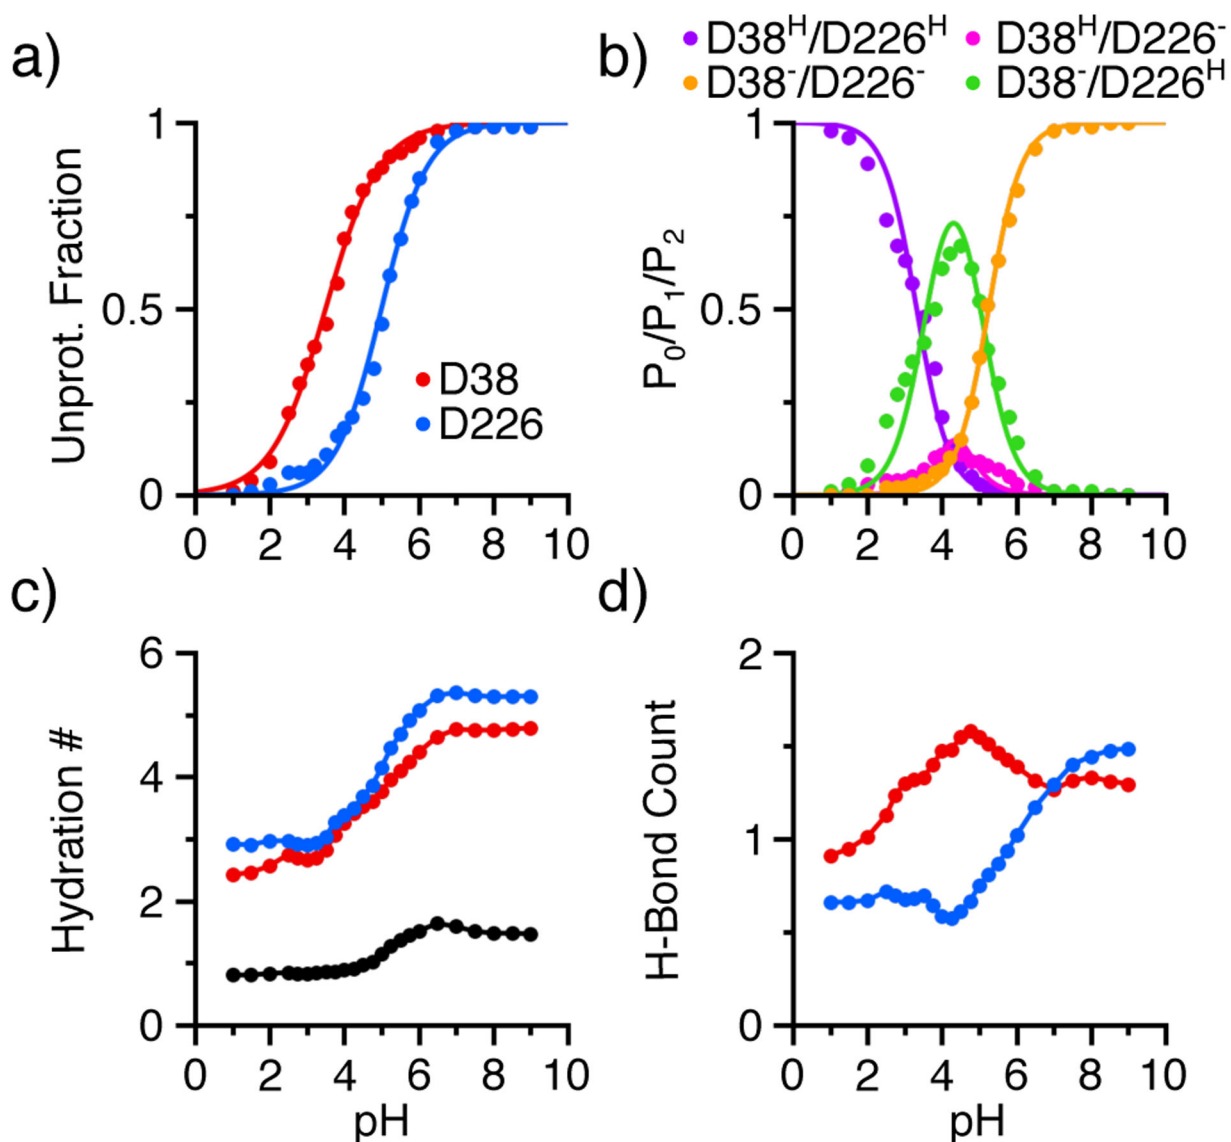 a)
Unprot. Fraction
1
0.5
0
D38
D226
0 2 4 6 8 10
b)
D38ᴴ/D226ᴴ D38ᴴ/D226⁻
D38⁻/D226⁻ D38⁻/D226ᴴ
P₀/P₁/P₂
1
0.5
0
0 2 4 6 8 10
c)
Hydration #
6
4
2
0
0 2 4 6 8 10
pH
d)
H-Bond Count
2
1
0
0 2 4 6 8 10
pH